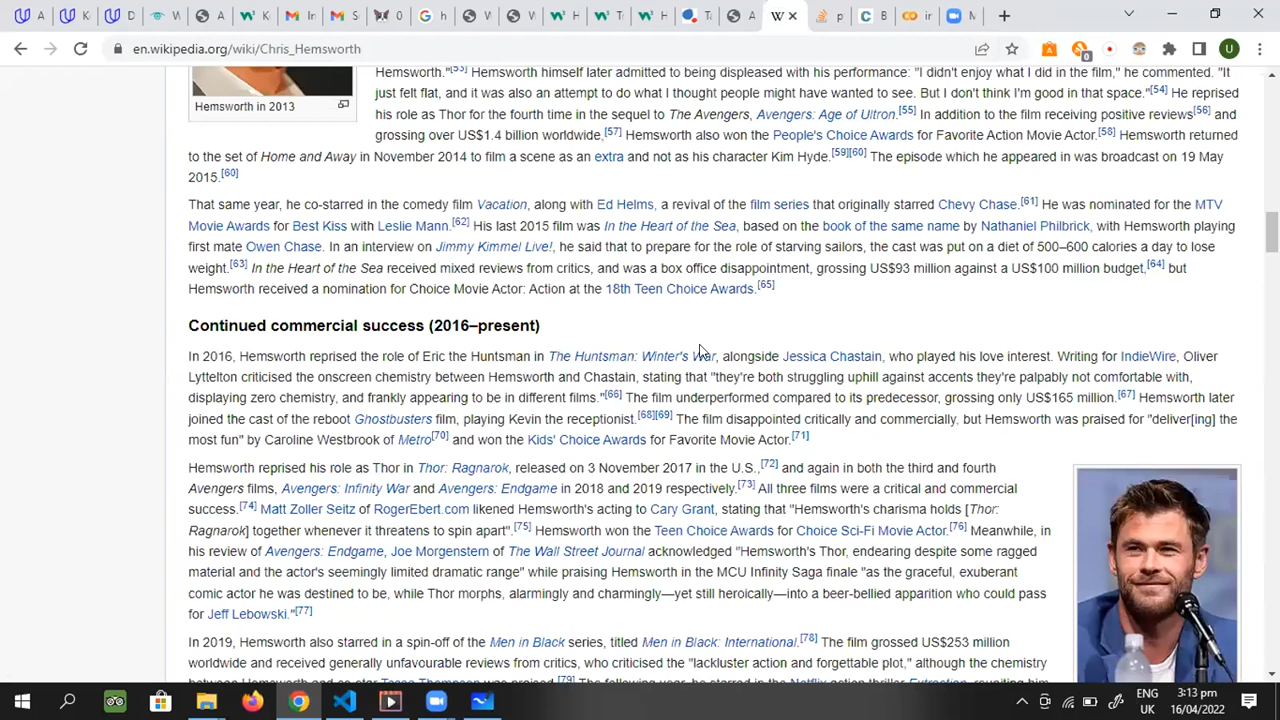 W
A
K
In
S
0
h
W
W
H
To
H
To
A
W
p
B
in
M
en.wikipedia.org/wiki/Chris_Hemsworth
0
U
Hemsworth."[53] Hemsworth himself later admitted to being displeased with his performance: "I didn't enjoy what I did in the film," he commented. "It
just felt flat, and it was also an attempt to do what I thought people might have wanted to see. But I don't think I'm good in that space."[54] He reprised
Hemsworth in 2013
his role as Thor for the fourth time in the sequel to The Avengers, Avengers: Age of Ultron.[55] In addition to the film receiving positive reviews[56] and
grossing over US$1.4 billion worldwide,[57] Hemsworth also won the People's Choice Awards for Favorite Action Movie Actor.[58] Hemsworth returned
to the set of Home and Away in November 2014 to film a scene as an extra and not as his character Kim Hyde.[59][60] The episode which he appeared in was broadcast on 19 May
2015.[60]
That same year, he co-starred in the comedy film Vacation, along with Ed Helms, a revival of the film series that originally starred Chevy Chase.[61] He was nominated for the MTV
Movie Awards for Best Kiss with Leslie Mann.[62] His last 2015 film was In the Heart of the Sea, based on the book of the same name by Nathaniel Philbrick, with Hemsworth playing
first mate Owen Chase. In an interview on Jimmy Kimmel Live!, he said that to prepare for the role of starving sailors, the cast was put on a diet of 500–600 calories a day to lose
weight.[63] In the Heart of the Sea received mixed reviews from critics, and was a box office disappointment, grossing US$93 million against a US$100 million budget,[64] but
Hemsworth received a nomination for Choice Movie Actor: Action at the 18th Teen Choice Awards.[65]
Continued commercial success (2016–present)
In 2016, Hemsworth reprised the role of Eric the Huntsman in The Huntsman: Winter's War, alongside Jessica Chastain, who played his love interest. Writing for IndieWire, Oliver
Lyttelton criticised the onscreen chemistry between Hemsworth and Chastain, stating that "they're both struggling uphill against accents they're palpably not comfortable with,
displaying zero chemistry, and frankly appearing to be in different films."[66] The film underperformed compared to its predecessor, grossing only US$165 million.[67] Hemsworth later
joined the cast of the reboot Ghostbusters film, playing Kevin the receptionist.[68][69] The film disappointed critically and commercially, but Hemsworth was praised for "deliver[ing] the
most fun" by Caroline Westbrook of Metro[70] and won the Kids' Choice Awards for Favorite Movie Actor.[71]
Hemsworth reprised his role as Thor in Thor: Ragnarok, released on 3 November 2017 in the U.S.,[72] and again in both the third and fourth
Avengers films, Avengers: Infinity War and Avengers: Endgame in 2018 and 2019 respectively.[73] All three films were a critical and commercial
success.[74] Matt Zoller Seitz of RogerEbert.com likened Hemsworth's acting to Cary Grant, stating that "Hemsworth's charisma holds [Thor:
Ragnarok] together whenever it threatens to spin apart".[75] Hemsworth won the Teen Choice Awards for Choice Sci-Fi Movie Actor.[76] Meanwhile, in
his review of Avengers: Endgame, Joe Morgenstern of The Wall Street Journal acknowledged "Hemsworth's Thor, endearing despite some ragged
material and the actor's seemingly limited dramatic range" while praising Hemsworth in the MCU Infinity Saga finale "as the graceful, exuberant
comic actor he was destined to be, while Thor morphs, alarmingly and charmingly—yet still heroically—into a beer-bellied apparition who could pass
for Jeff Lebowski."[77]
In 2019, Hemsworth also starred in a spin-off of the Men in Black series, titled Men in Black: International.[78] The film grossed US$253 million
worldwide and received generally unfavourable reviews from critics, who criticised the "lackluster action and forgettable plot," although the chemistry
between Hemsworth and co-star Tessa Thompson was praised.[79] The following year, he starred in the Netflix action thriller Extraction, reuniting him
ENG
UK
3:13 pm
16/04/2022